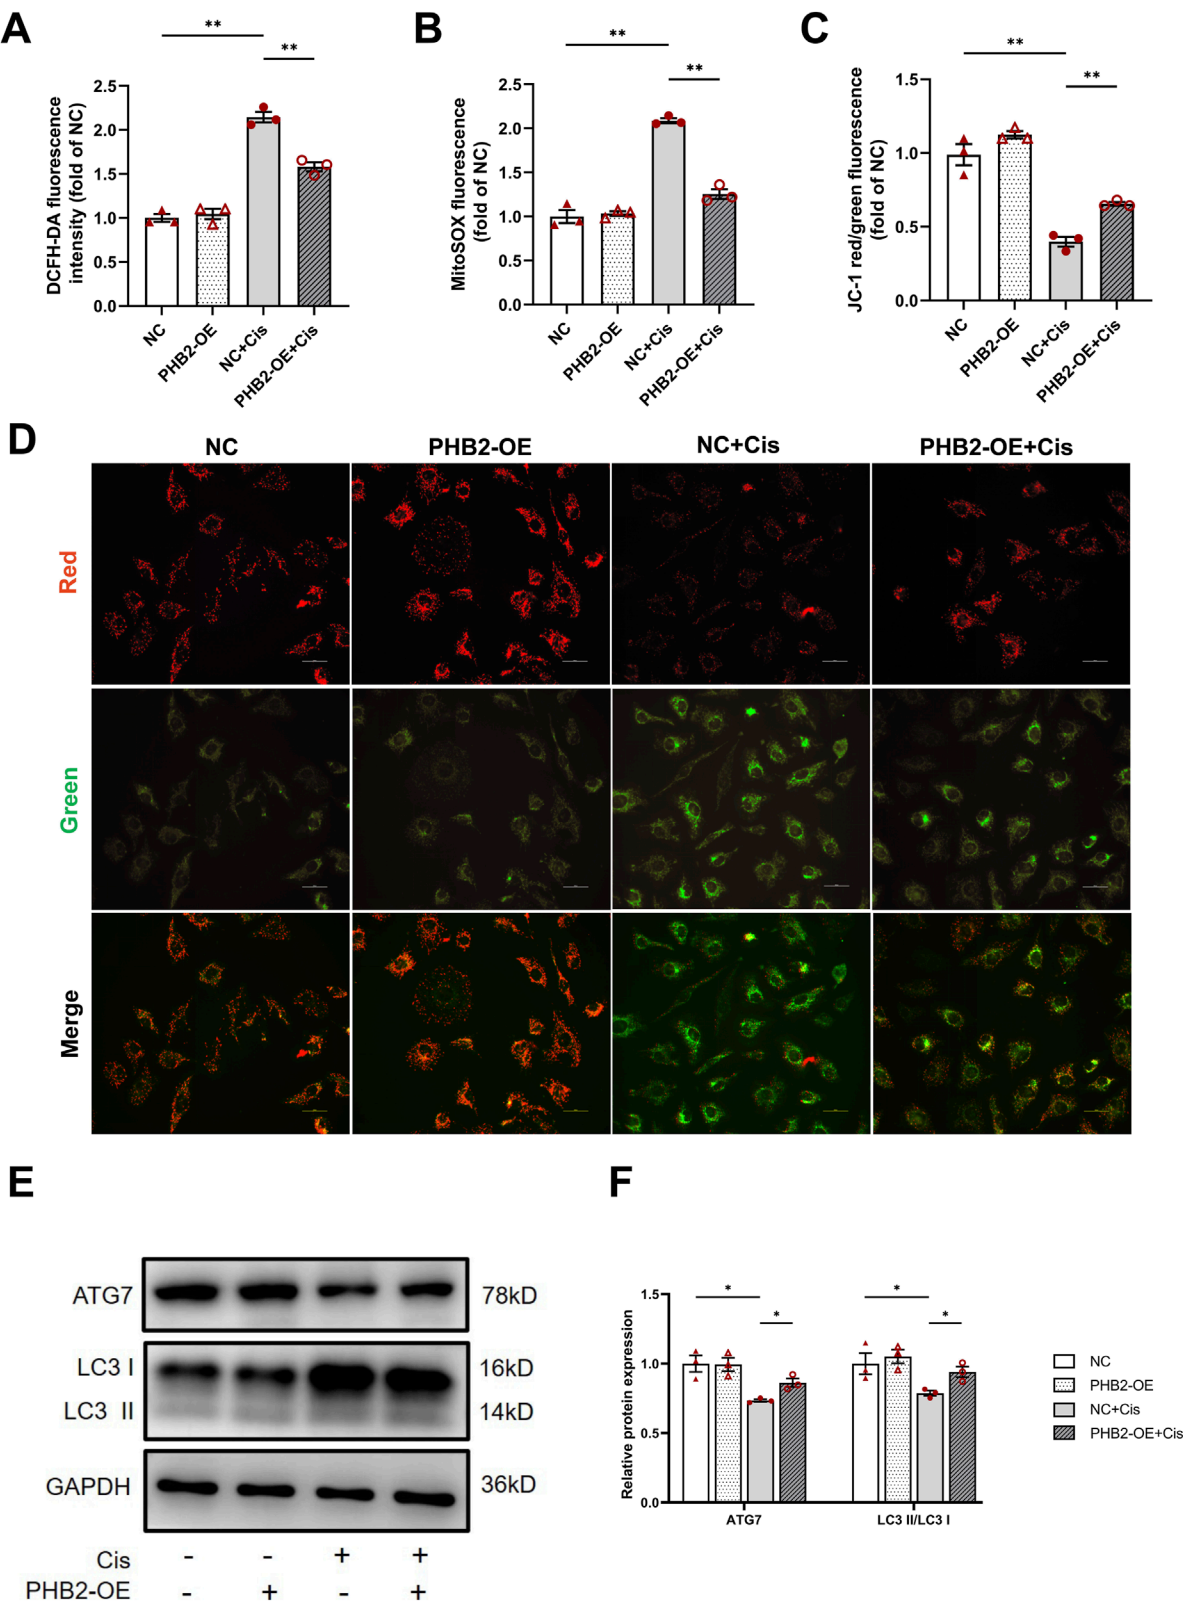 A
DCFH-DA fluorescence
intensity (fold of NC)
2.5
2.0
1.5
1.0
0.5
0.0
**
**
NC
PHB2-OE
NC+Cis
PHB2-OE+Cis
B
MitoSOX fluorescence
(fold of NC)
2.5
2.0
1.5
1.0
0.5
0.0
**
**
NC
PHB2-OE
NC+Cis
PHB2-OE+Cis
C
JC-1 red/green fluorescence
(fold of NC)
1.5
1.0
0.5
0.0
**
**
NC
PHB2-OE
NC+Cis
PHB2-OE+Cis
D
NC PHB2-OE NC+Cis PHB2-OE+Cis
Red
Green
Merge
E
ATG7 78kD
LC3 I 16kD
LC3 II 14kD
GAPDH 36kD
Cis - - + +
PHB2-OE - + - +
F
Relative protein expression
1.5
1.0
0.5
0.0
*
*
*
*
ATG7 LC3 II/LC3 I
NC
PHB2-OE
NC+Cis
PHB2-OE+Cis